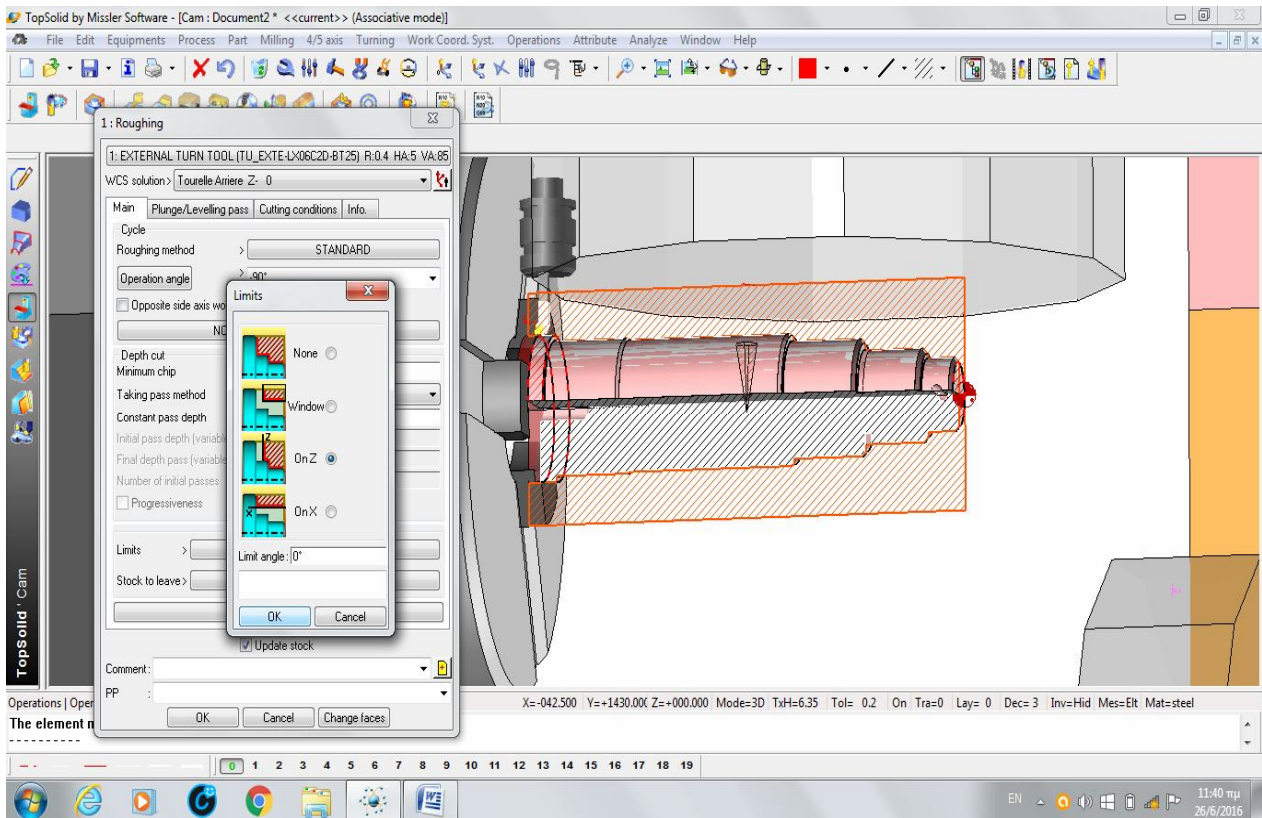 TopSolid by Missler Software - [Cam : Document2 * <<current>> (Associative mode)]
File Edit Equipments Process Part Milling 4/5 axis Turning Work Coord. Syst. Operations Attribute Analyze Window Help
1 : Roughing
1: EXTERNAL TURN TOOL (TU_EXTE-LX06C2D-BT25) R:0.4 HA:5 VA:85
WCS solution > Tourelle Arriere Z- 0
Main Plunge/Levelling pass Cutting conditions Info.
Cycle
Roughing method > STANDARD
Operation angle > -90°
Opposite side axis wo
NO
Depth cut
Minimum chip
Taking pass method
Constant pass depth
Initial pass depth (variable
Final depth pass (variable
Number of initial passes
Progressiveness
Limits >
Stock to leave >
Update stock
Comment :
PP :
OK Cancel Change faces
Limits
None
Window
Z
On Z
X
On X
Limit angle : 0°
OK Cancel
TopSolid'Cam
Operations | Oper
X=-042.500 Y=+1430.000 Z=+000.000 Mode=3D TxH=6.35 Tol= 0.2 On Tra=0 Lay= 0 Dec= 3 Inv=Hid Mes=Elt Mat=steel
The element n
0 1 2 3 4 5 6 7 8 9 10 11 12 13 14 15 16 17 18 19
EN
11:40 πμ
26/6/2016